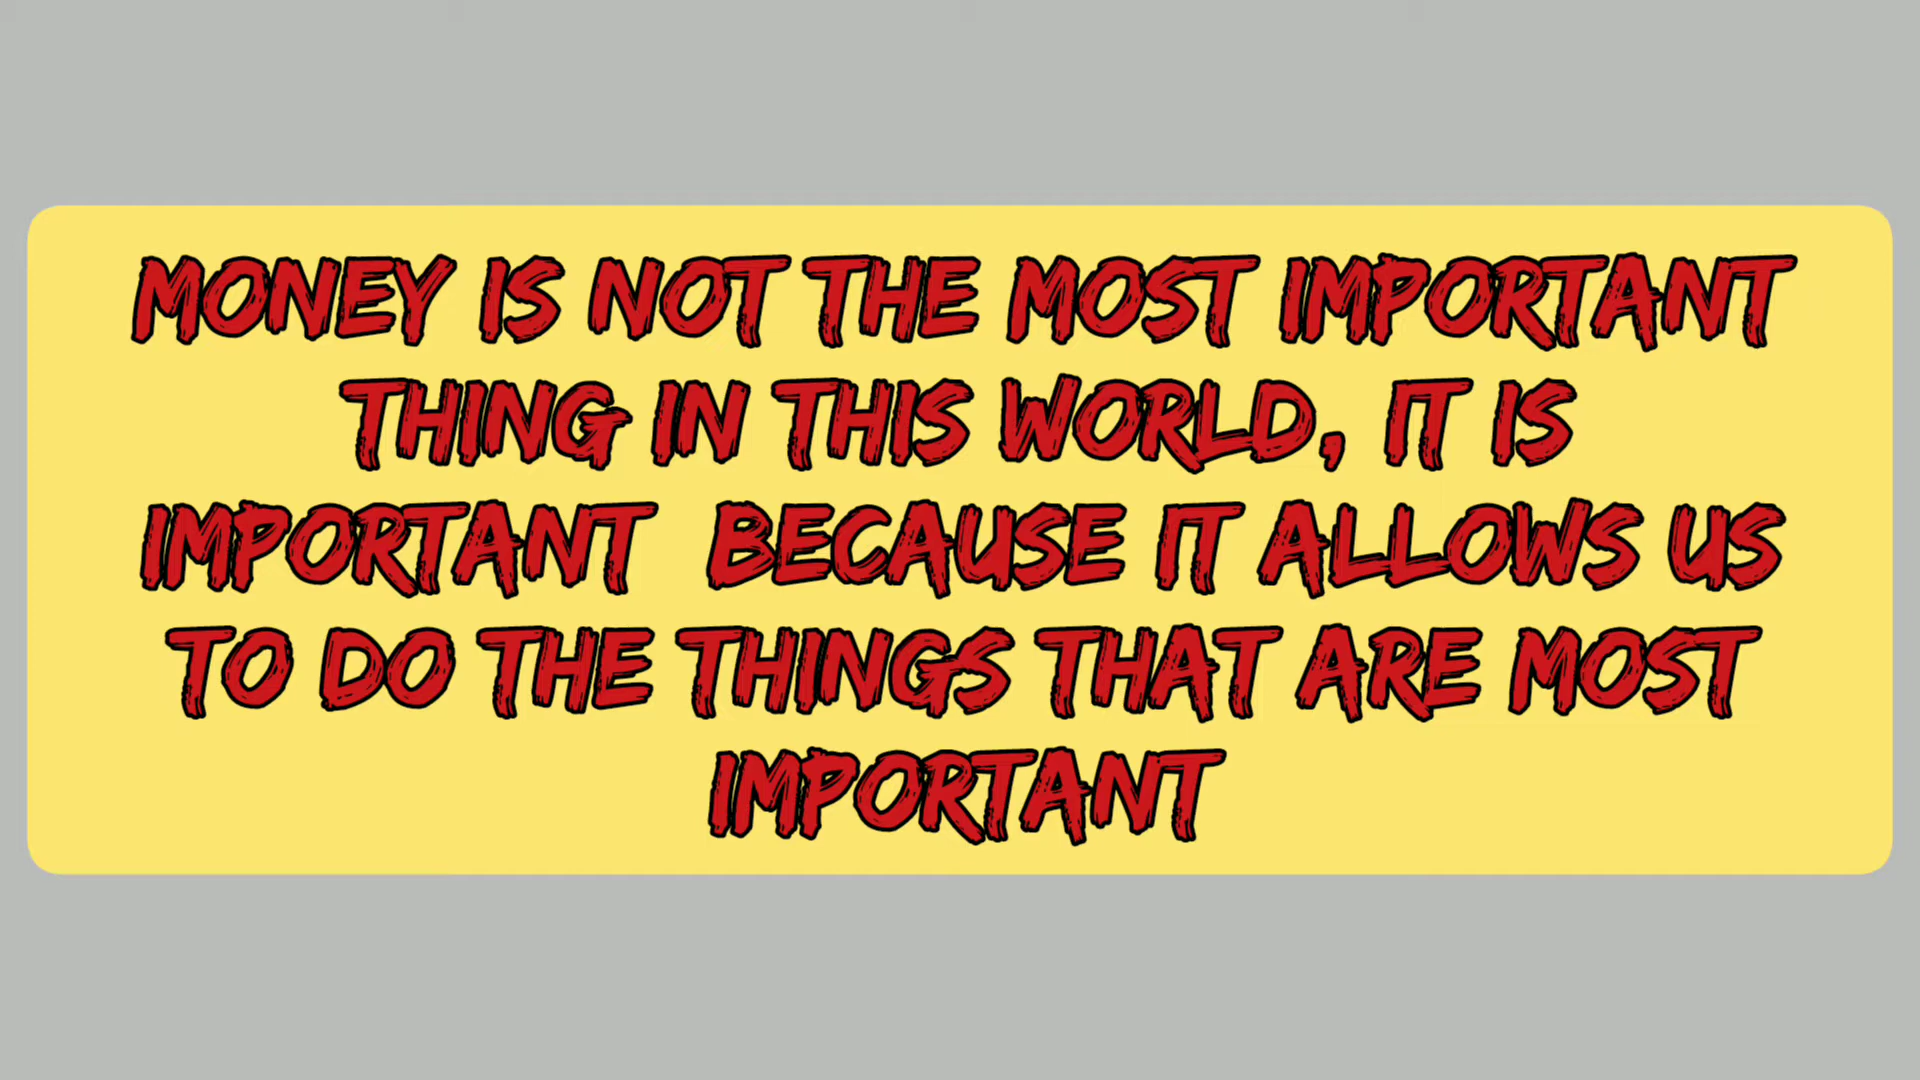 MONEY IS NOT THE MOST IMPORTANT
THING IN THIS WORLD, IT IS
IMPORTANT  BECAUSE IT ALLOWS US
TO DO THE THINGS THAT ARE MOST
IMPORTANT